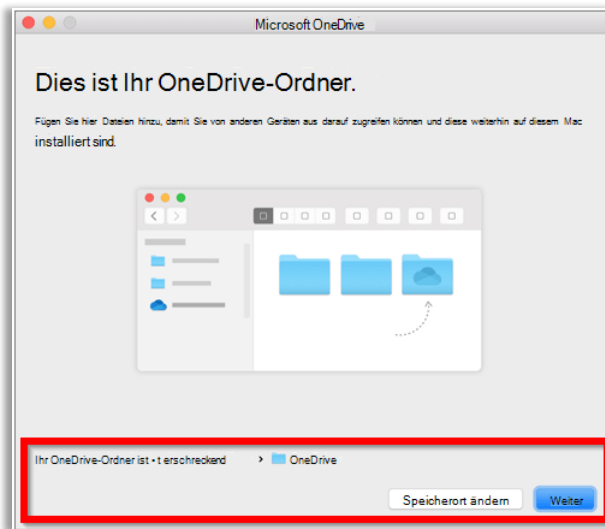 Microsoft OneDrive
Dies ist Ihr OneDrive-Ordner.
Fügen Sie hier Dateien hinzu, damit Sie von anderen Geräten aus darauf zugreifen können und diese weiterhin auf diesem Mac
installiert sind.
Ihr OneDrive-Ordner ist • t erschreckend > OneDrive
Speicherort ändern Weiter